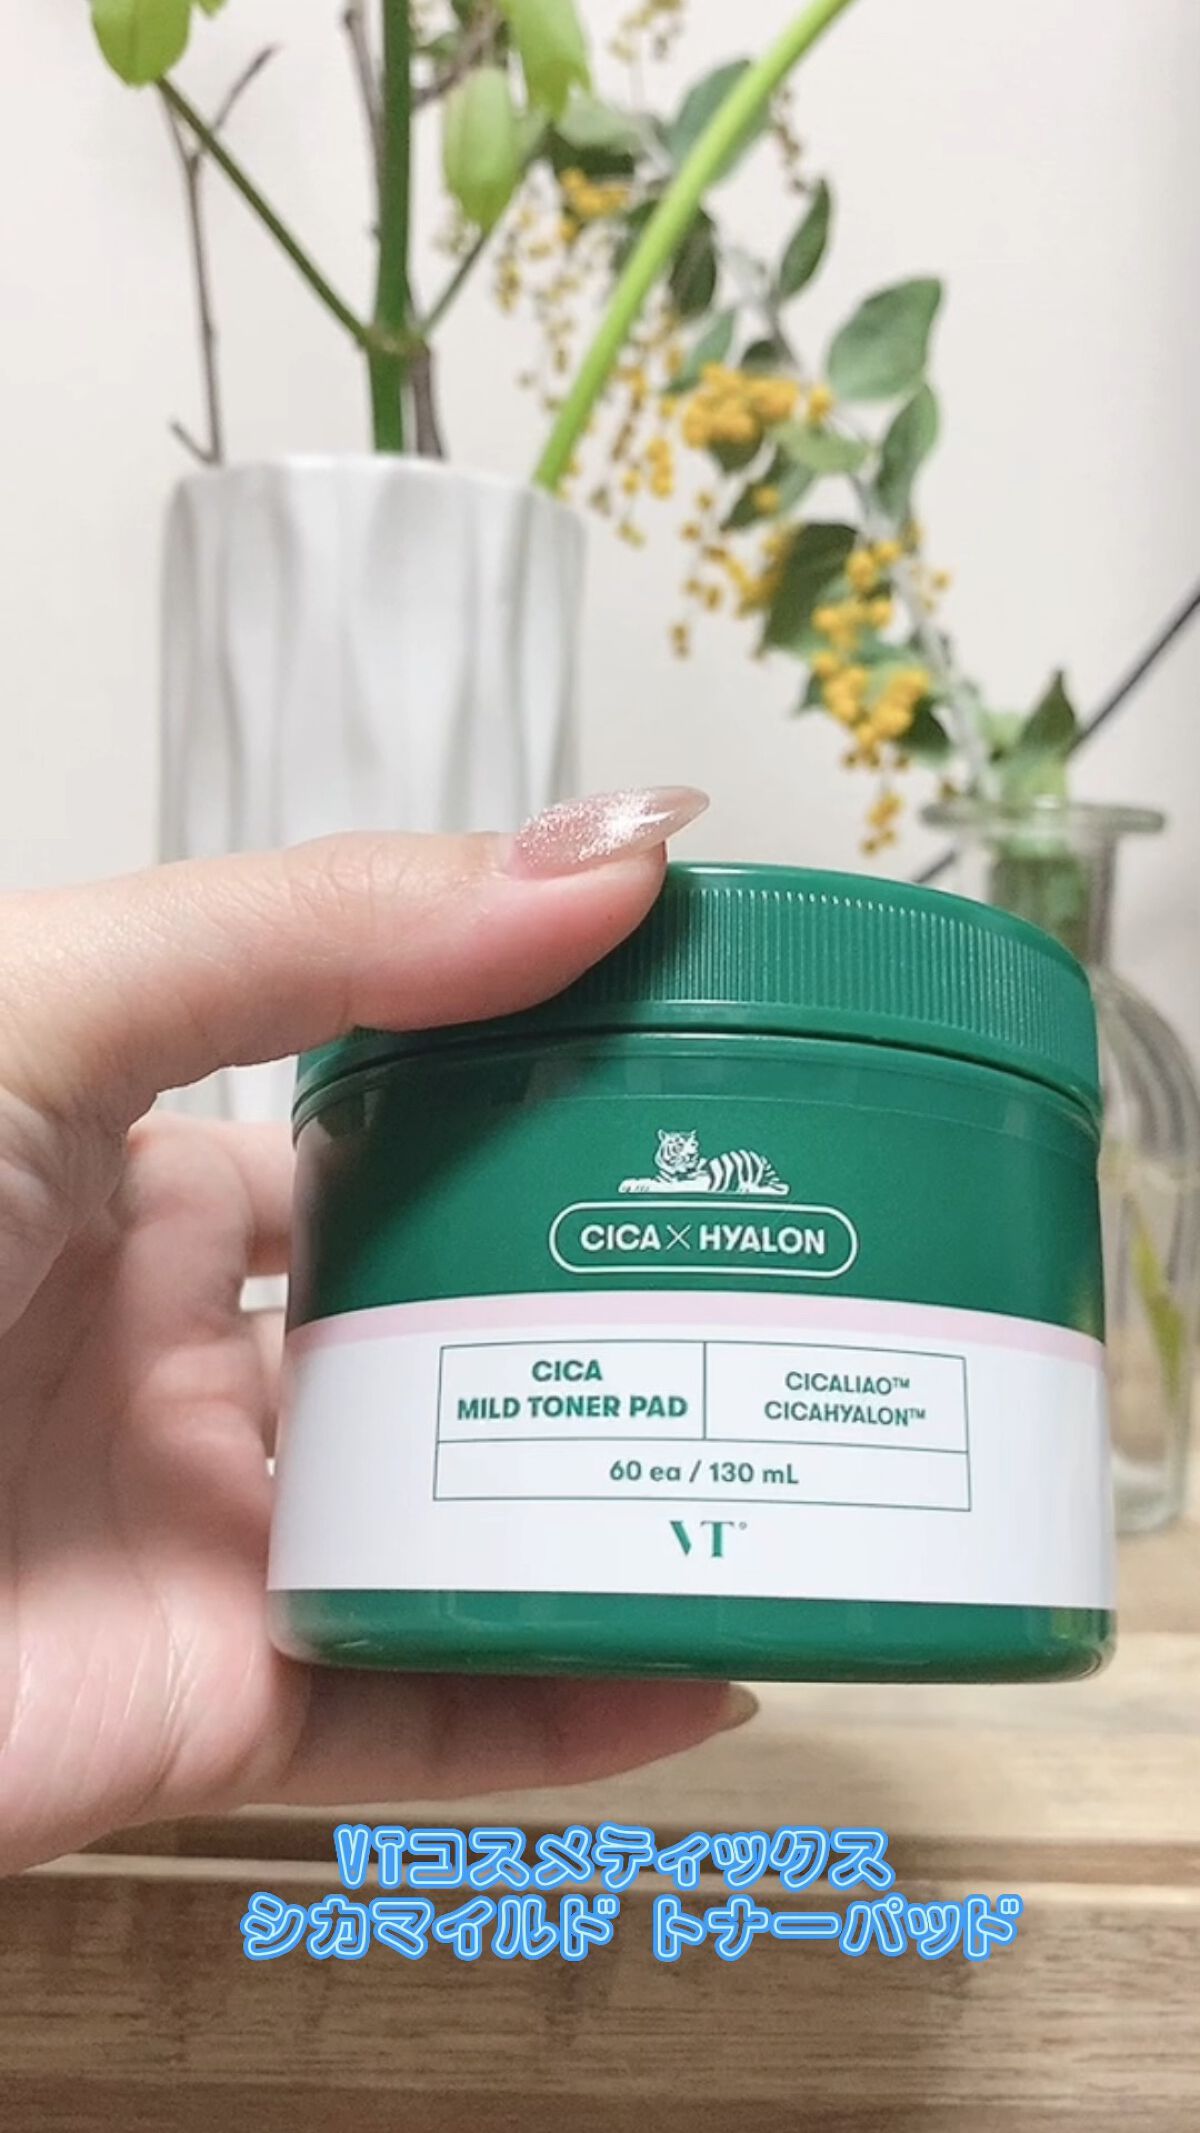 CICA×HYALON
CICA
MILD TONER PAD
CICALIAO™
CICAHYALON™
60 ea / 130 mL
VT
VTコスメティックス
シカマイルド トナーパッド